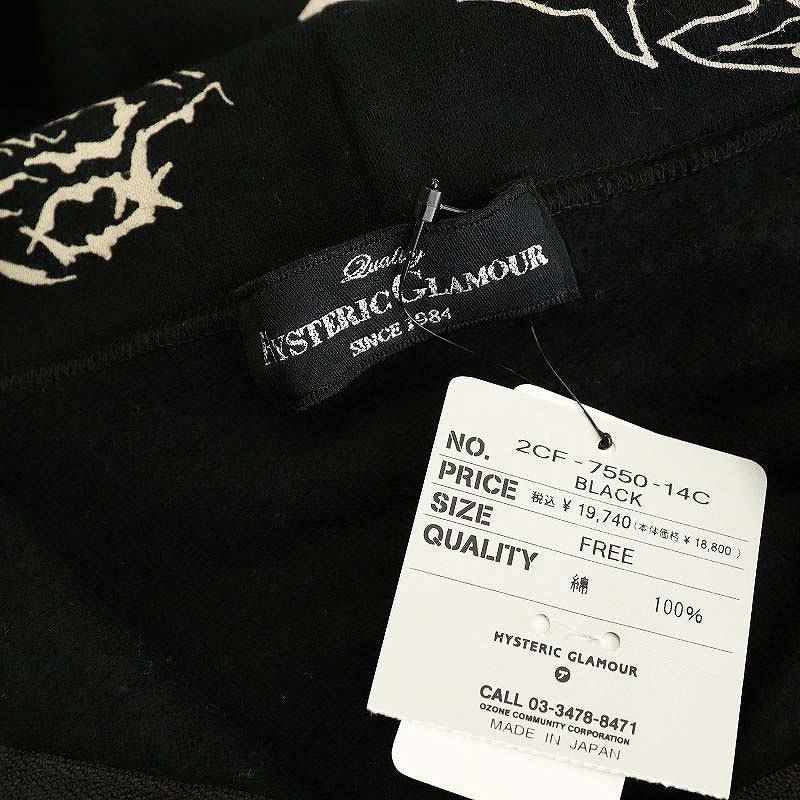 Quality
HYSTERIC GLAMOUR
SINCE 1984
NO. 2CF-7550-14C
BLACK
PRICE 税込 ¥ 19,740 (本体価格 ¥ 18,800)
SIZE FREE
QUALITY 綿 100%
HYSTERIC GLAMOUR
ア
CALL 03-3478-8471
OZONE COMMUNITY CORPORATION
MADE IN JAPAN